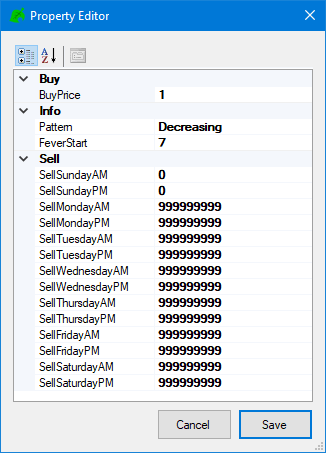 Property Editor
Buy
BuyPrice 1
Info
Pattern Decreasing
FeverStart 7
Sell
SellSundayAM 0
SellSundayPM 0
SellMondayAM 999999999
SellMondayPM 999999999
SellTuesdayAM 999999999
SellTuesdayPM 999999999
SellWednesdayAM 999999999
SellWednesdayPM 999999999
SellThursdayAM 999999999
SellThursdayPM 999999999
SellFridayAM 999999999
SellFridayPM 999999999
SellSaturdayAM 999999999
SellSaturdayPM 999999999
Cancel Save